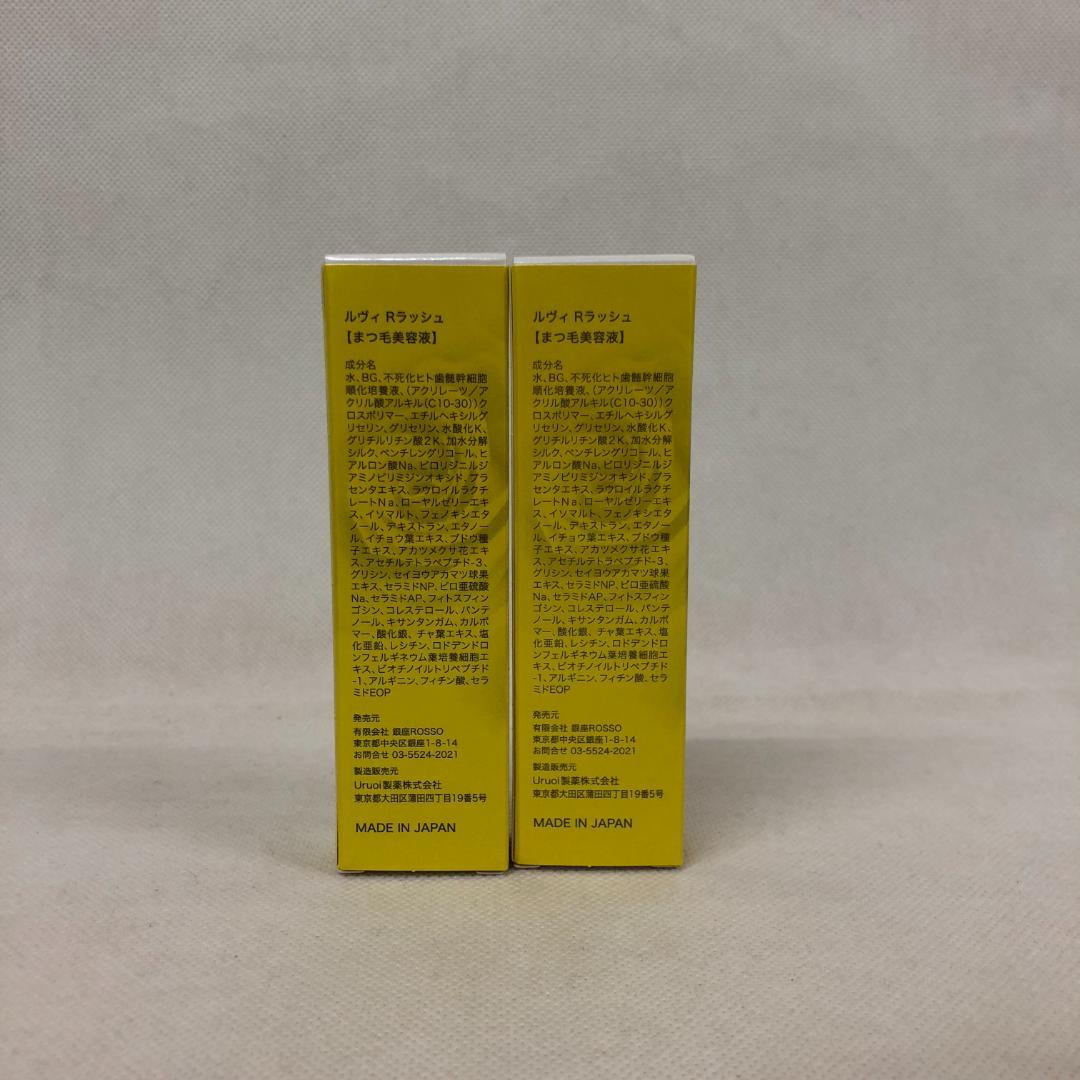 ルヴィ Rラッシュ
【まつ毛美容液】
成分名
水、BG、不死化ヒト歯髄幹細胞
順化培養液、(アクリレーツ／ア
クリル酸アルキル(C10-30))ク
ロスポリマー、エチルヘキシルグ
リセリン、グリセリン、水酸化K、
グリチルリチン酸2K、加水分解
シルク、ペンチレングリコール、ヒ
アルロン酸Na、ピロリジニルジ
アミノピリミジンオキシド、プラ
センタエキス、ラウロイルラクチ
レートNa、ローヤルゼリーエキ
ス、イソマルト、フェノキシエタ
ノール、デキストラン、エタノー
ル、イチョウ葉エキス、ブドウ種
子エキス、アカツメクサ花エキ
ス、アセチルテトラペプチド-3、
グリシン、セイヨウアカマツ球果
エキス、セラミドNP、ピロ亜硫酸
Na、セラミドAP、フィトスフィン
ゴシン、コレステロール、パンテ
ノール、キサンタンガム、カルボ
マー、酸化銀、チャ葉エキス、塩
化亜鉛、レシチン、ロドデンドロ
ンフェルギネウム葉培養細胞エ
キス、ビオチノイルトリペプチド
-1、アルギニン、フィチン酸、セラ
ミドEOP
発売元
有限会社 銀座ROSSO
東京都中央区銀座1-8-14
お問合せ 03-5524-2021
製造販売元
Uruoi製薬株式会社
東京都大田区蒲田四丁目19番5号
MADE IN JAPAN
ルヴィ Rラッシュ
【まつ毛美容液】
成分名
水、BG、不死化ヒト歯髄幹細胞
順化培養液、(アクリレーツ／ア
クリル酸アルキル(C10-30))ク
ロスポリマー、エチルヘキシルグ
リセリン、グリセリン、水酸化K、
グリチルリチン酸2K、加水分解
シルク、ペンチレングリコール、ヒ
アルロン酸Na、ピロリジニルジ
アミノピリミジンオキシド、プラ
センタエキス、ラウロイルラクチ
レートNa、ローヤルゼリーエキ
ス、イソマルト、フェノキシエタ
ノール、デキストラン、エタノー
ル、イチョウ葉エキス、ブドウ種
子エキス、アカツメクサ花エキ
ス、アセチルテトラペプチド-3、
グリシン、セイヨウアカマツ球果
エキス、セラミドNP、ピロ亜硫酸
Na、セラミドAP、フィトスフィン
ゴシン、コレステロール、パンテ
ノール、キサンタンガム、カルボ
マー、酸化銀、チャ葉エキス、塩
化亜鉛、レシチン、ロドデンドロ
ンフェルギネウム葉培養細胞エ
キス、ビオチノイルトリペプチド
-1、アルギニン、フィチン酸、セラ
ミドEOP
発売元
有限会社 銀座ROSSO
東京都中央区銀座1-8-14
お問合せ 03-5524-2021
製造販売元
Uruoi製薬株式会社
東京都大田区蒲田四丁目19番5号
MADE IN JAPAN